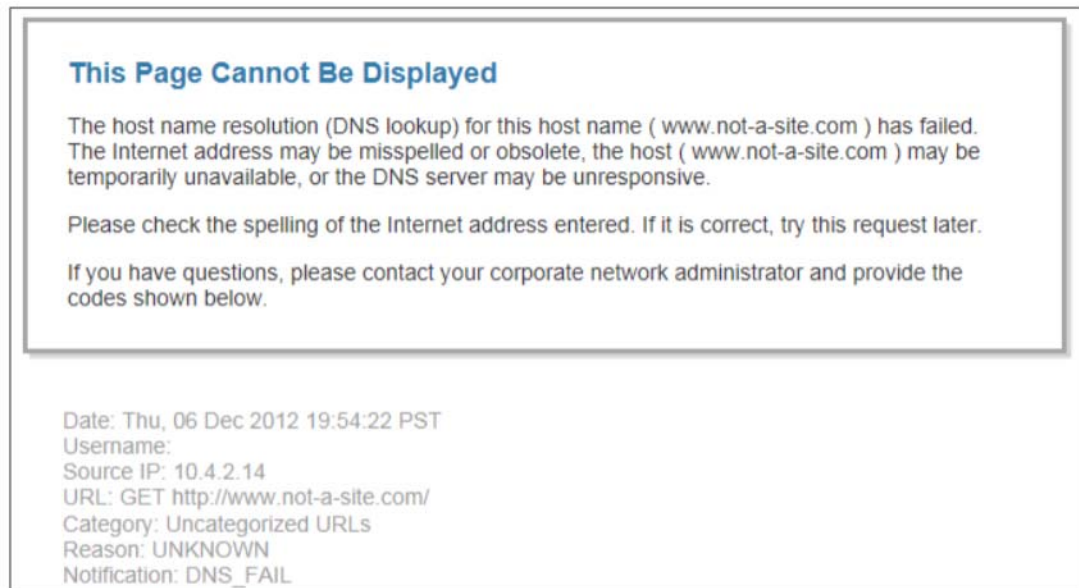 This Page Cannot Be Displayed
The host name resolution (DNS lookup) for this host name ( www.not-a-site.com ) has failed.
The Internet address may be misspelled or obsolete, the host ( www.not-a-site.com ) may be
temporarily unavailable, or the DNS server may be unresponsive.
Please check the spelling of the Internet address entered. If it is correct, try this request later.
If you have questions, please contact your corporate network administrator and provide the
codes shown below.
Date: Thu, 06 Dec 2012 19:54:22 PST
Username:
Source IP: 10.4.2.14
URL: GET http://www.not-a-site.com/
Category: Uncategorized URLs
Reason: UNKNOWN
Notification: DNS_FAIL